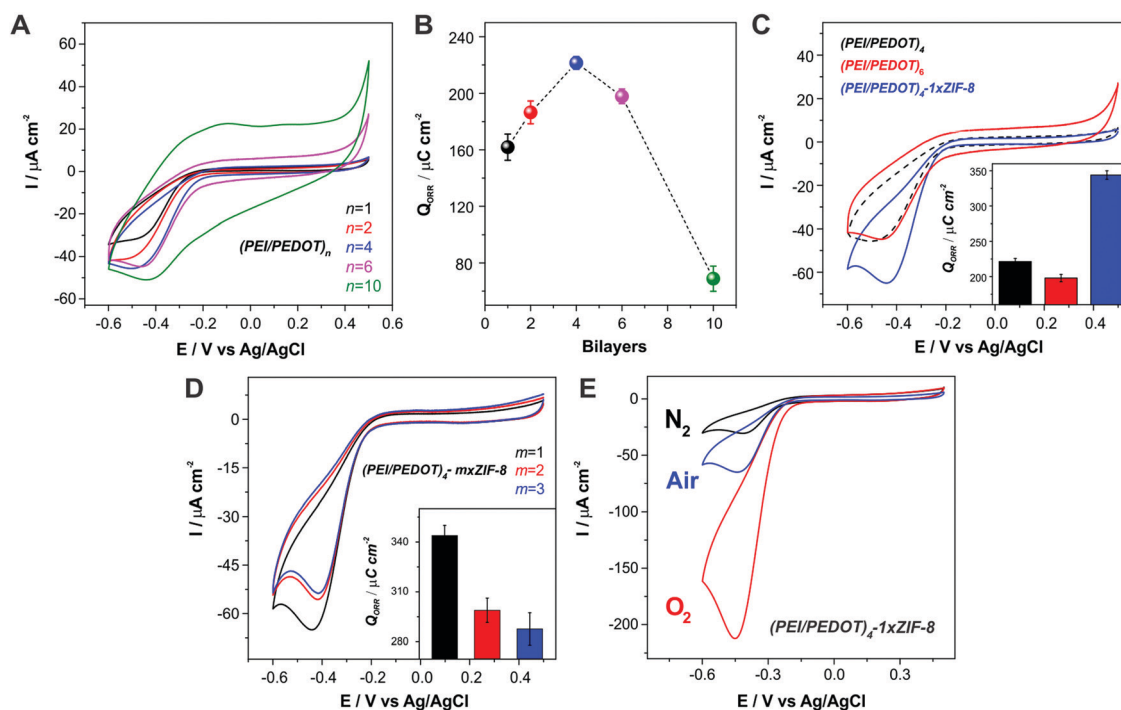 A
I / µA cm⁻²
60
40
20
0
-20
-40
-60
-0.6 -0.4 -0.2 0.0 0.2 0.4 0.6
E / V vs Ag/AgCl
(PEI/PEDOT)n
n=1
n=2
n=4
n=6
n=10
B
QORR / µC cm⁻²
240
200
160
120
80
40
0 2 4 6 8 10
Bilayers
C
I / µA cm⁻²
60
40
20
0
-20
-40
-60
-0.6 -0.4 -0.2 0.0 0.2 0.4
E / V vs Ag/AgCl
(PEI/PEDOT)4
(PEI/PEDOT)6
(PEI/PEDOT)4-1xZIF-8
QORR / µC cm⁻²
350
300
250
200
D
I / µA cm⁻²
0
-15
-30
-45
-60
-0.6 -0.4 -0.2 0.0 0.2 0.4
E / V vs Ag/AgCl
(PEI/PEDOT)4- mxZIF-8
m=1
m=2
m=3
QORR / µC cm⁻²
340
310
280
E
I / µA cm⁻²
0
-50
-100
-150
-200
-0.6 -0.3 0.0 0.3
E / V vs Ag/AgCl
N2
Air
O2
(PEI/PEDOT)4-1xZIF-8